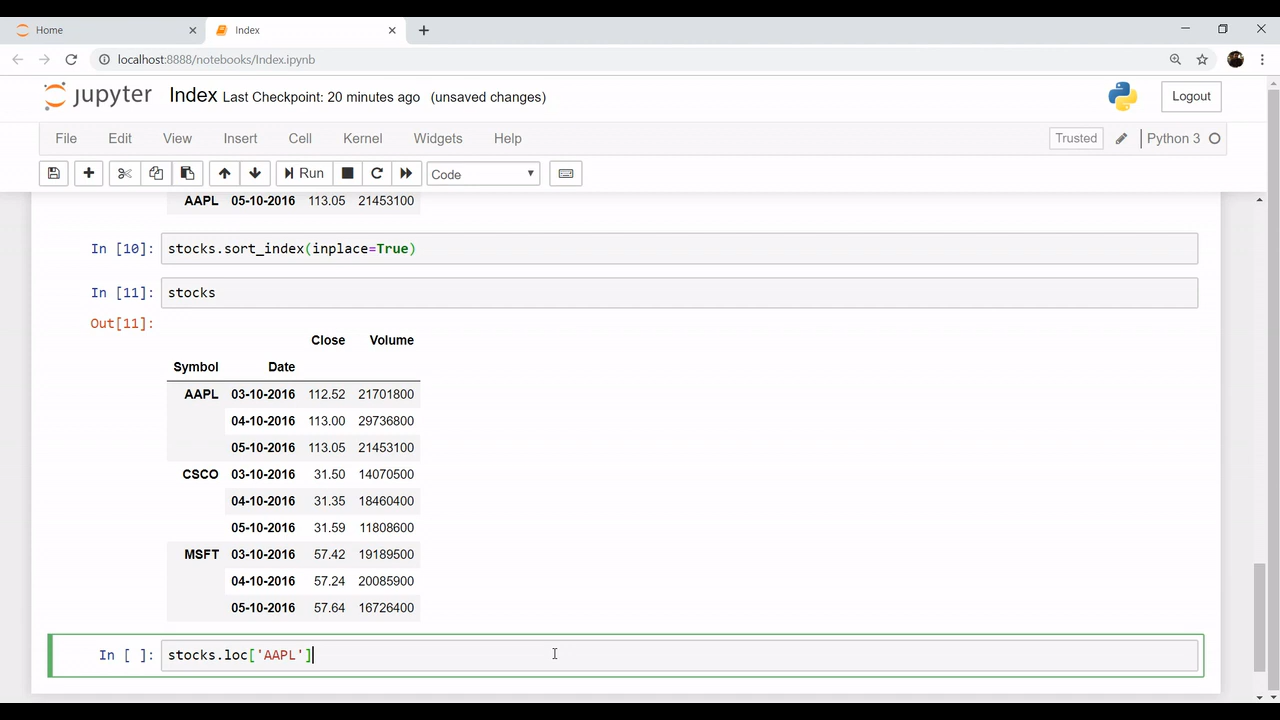 Home
Index
localhost:8888/notebooks/Index.ipynb
jupyter Index Last Checkpoint: 20 minutes ago (unsaved changes)
Logout
File Edit View Insert Cell Kernel Widgets Help
Trusted Python 3
Run Code
AAPL 05-10-2016 113.05 21453100
In [10]: stocks.sort_index(inplace=True)
In [11]: stocks
Out[11]:
Close Volume
Symbol Date
AAPL 03-10-2016 112.52 21701800
04-10-2016 113.00 29736800
05-10-2016 113.05 21453100
CSCO 03-10-2016 31.50 14070500
04-10-2016 31.35 18460400
05-10-2016 31.59 11808600
MSFT 03-10-2016 57.42 19189500
04-10-2016 57.24 20085900
05-10-2016 57.64 16726400
In [ ]: stocks.loc['AAPL']